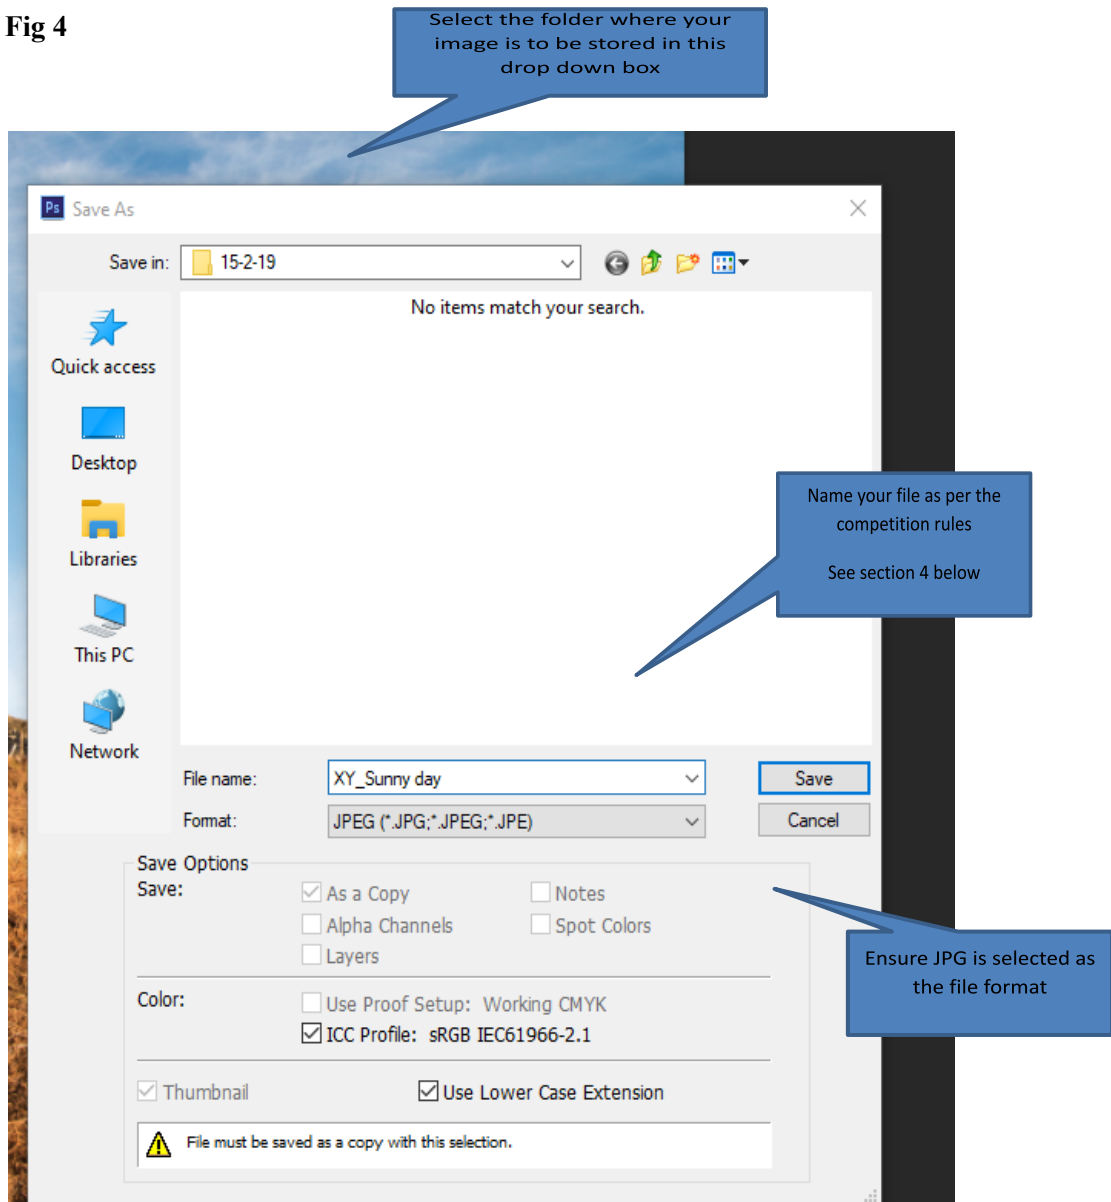 Fig 4
Select the folder where your
image is to be stored in this
drop down box
Ps Save As
Save in: 15-2-19
No items match your search.
Quick access
Desktop
Libraries
This PC
Network
Name your file as per the
competition rules
See section 4 below
File name: XY_Sunny day Save
Format: JPEG (*.JPG;*.JPEG;*.JPE) Cancel
Save Options
Save: As a Copy Notes
Alpha Channels Spot Colors
Layers
Ensure JPG is selected as
the file format
Color: Use Proof Setup: Working CMYK
ICC Profile: sRGB IEC61966-2.1
Thumbnail Use Lower Case Extension
File must be saved as a copy with this selection.